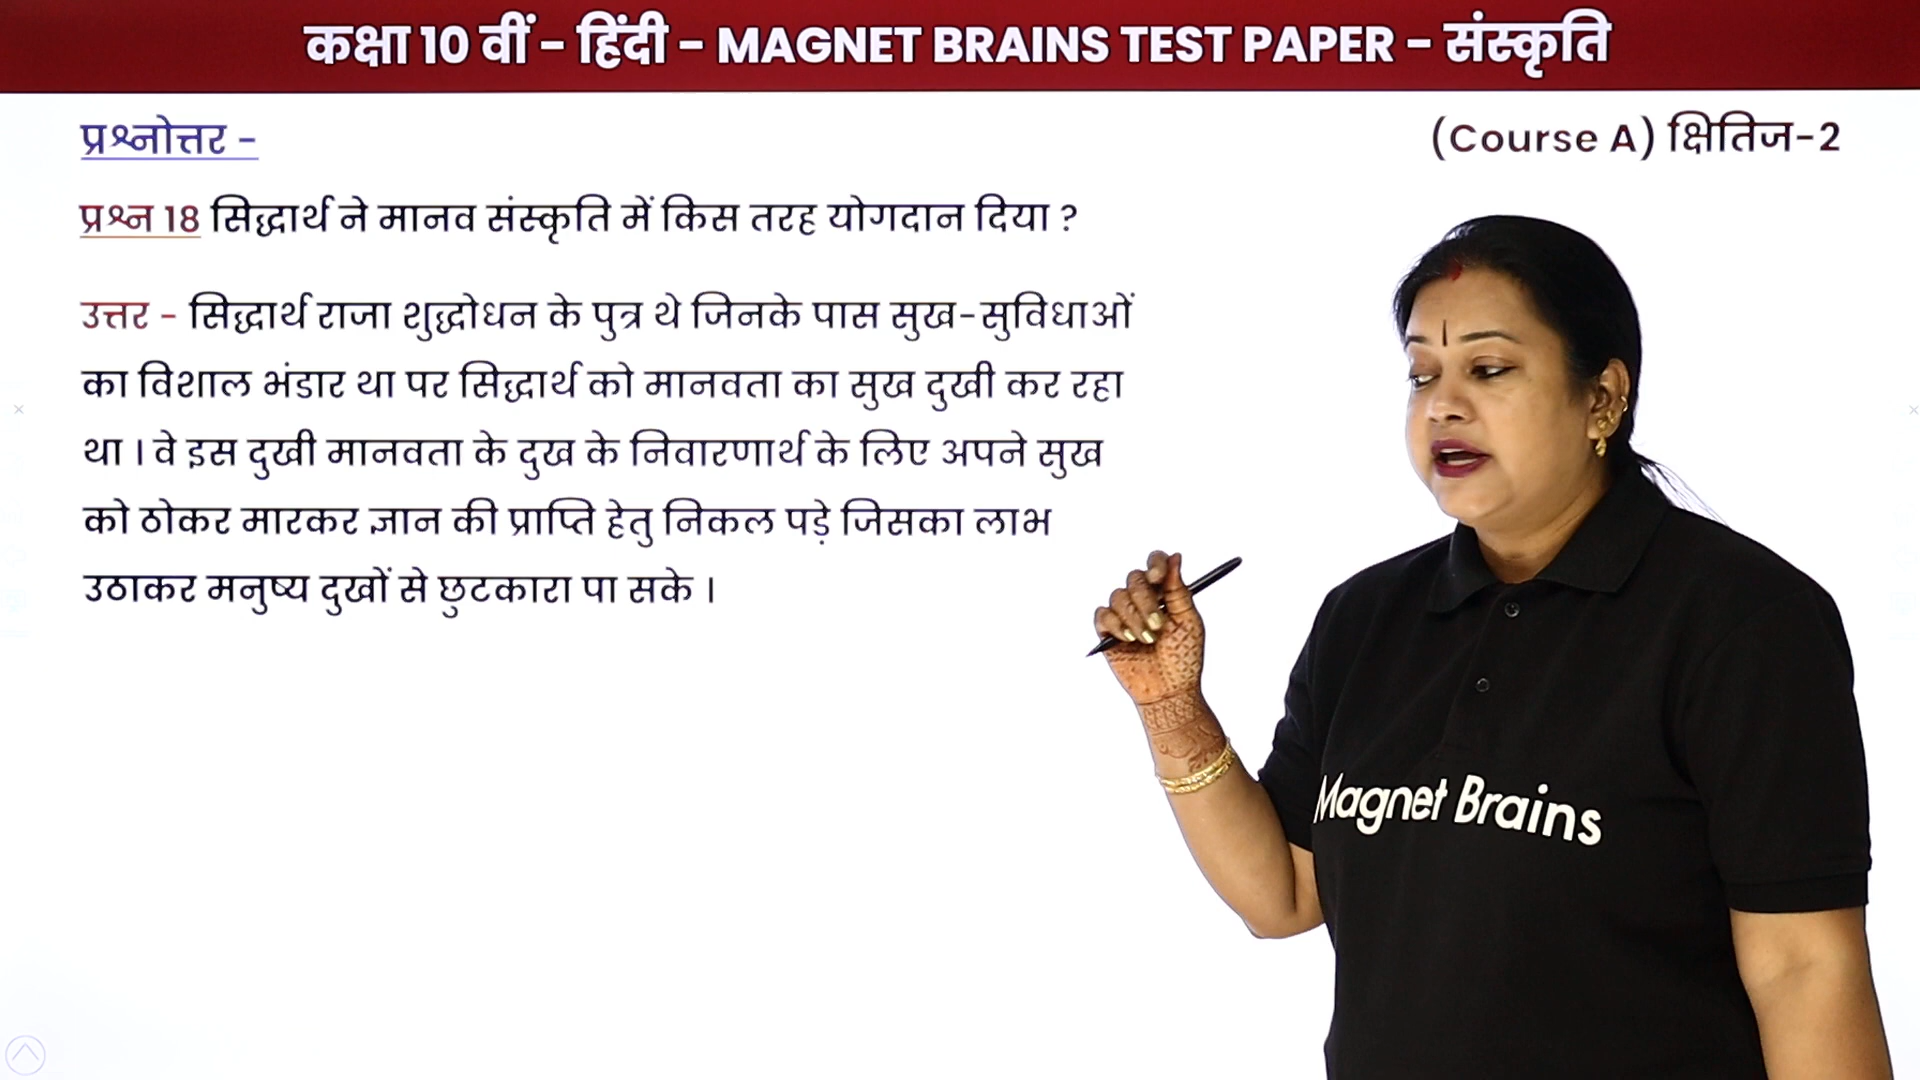 कक्षा 10 वीं - हिंदी - MAGNET BRAINS TEST PAPER - संस्कृति
प्रश्नोत्तर -
(Course A) क्षितिज-2
प्रश्न 18 सिद्धार्थ ने मानव संस्कृति में किस तरह योगदान दिया ?
उत्तर - सिद्धार्थ राजा शुद्धोधन के पुत्र थे जिनके पास सुख-सुविधाओं
का विशाल भंडार था पर सिद्धार्थ को मानवता का सुख दुखी कर रहा
था । वे इस दुखी मानवता के दुख के निवारणार्थ के लिए अपने सुख
को ठोकर मारकर ज्ञान की प्राप्ति हेतु निकल पड़े जिसका लाभ
उठाकर मनुष्य दुखों से छुटकारा पा सके ।
Magnet Brains